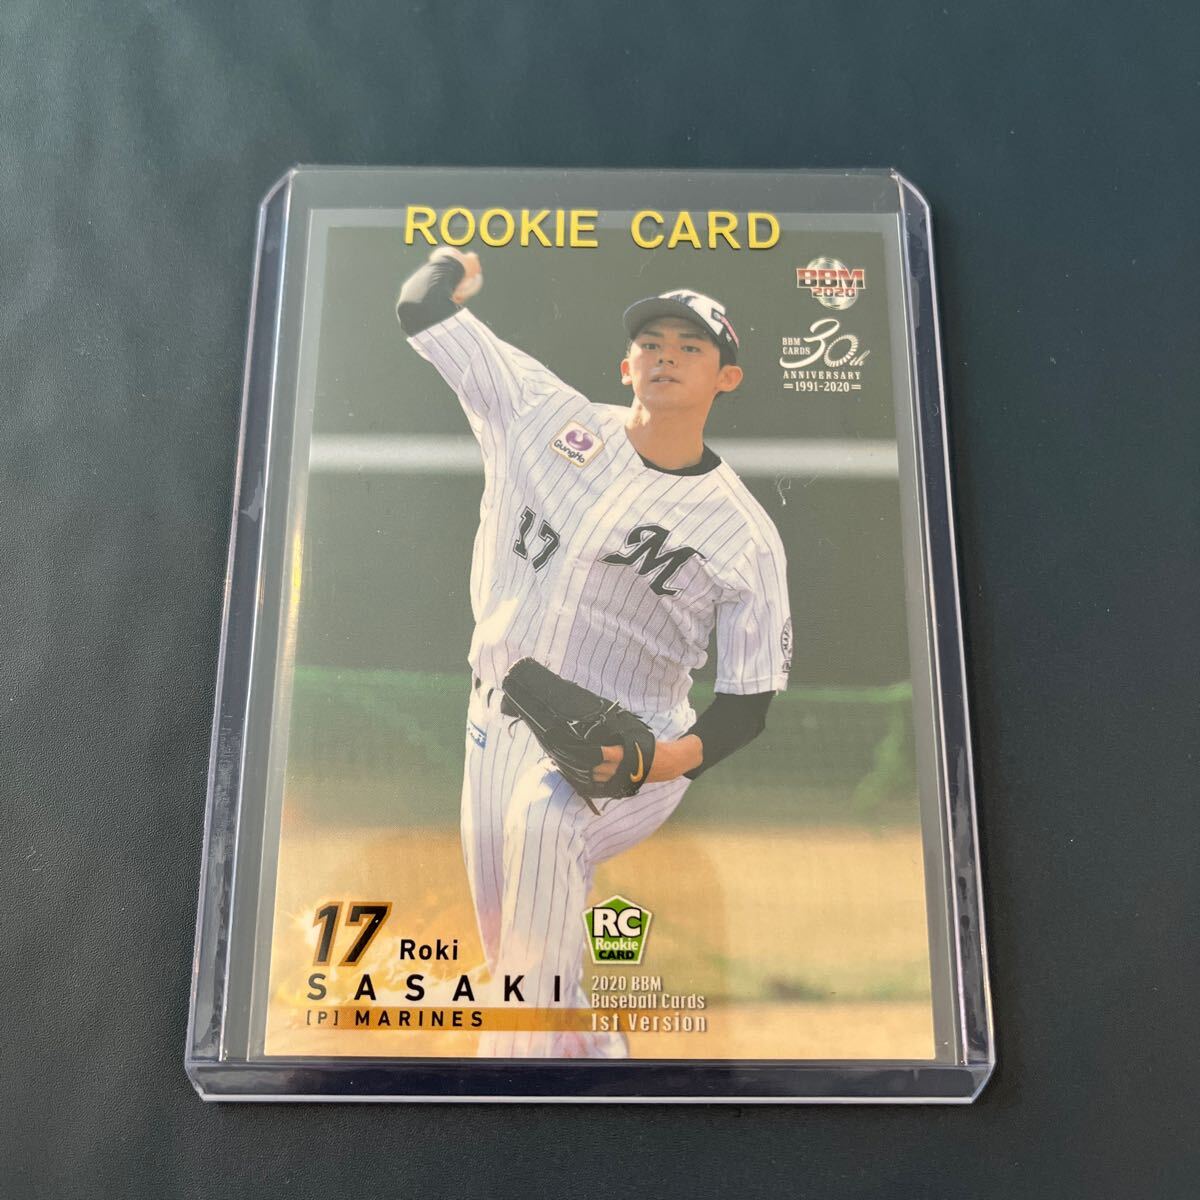 ROOKIE CARD
BBM
2020
BBM
CARDS 30th
ANNIVERSARY
=1991-2020=
GungHo
17
M
17 Roki
SASAKI
[P] MARINES
RC
Rookie
CARD
2020 BBM
Baseball Cards
1st Version